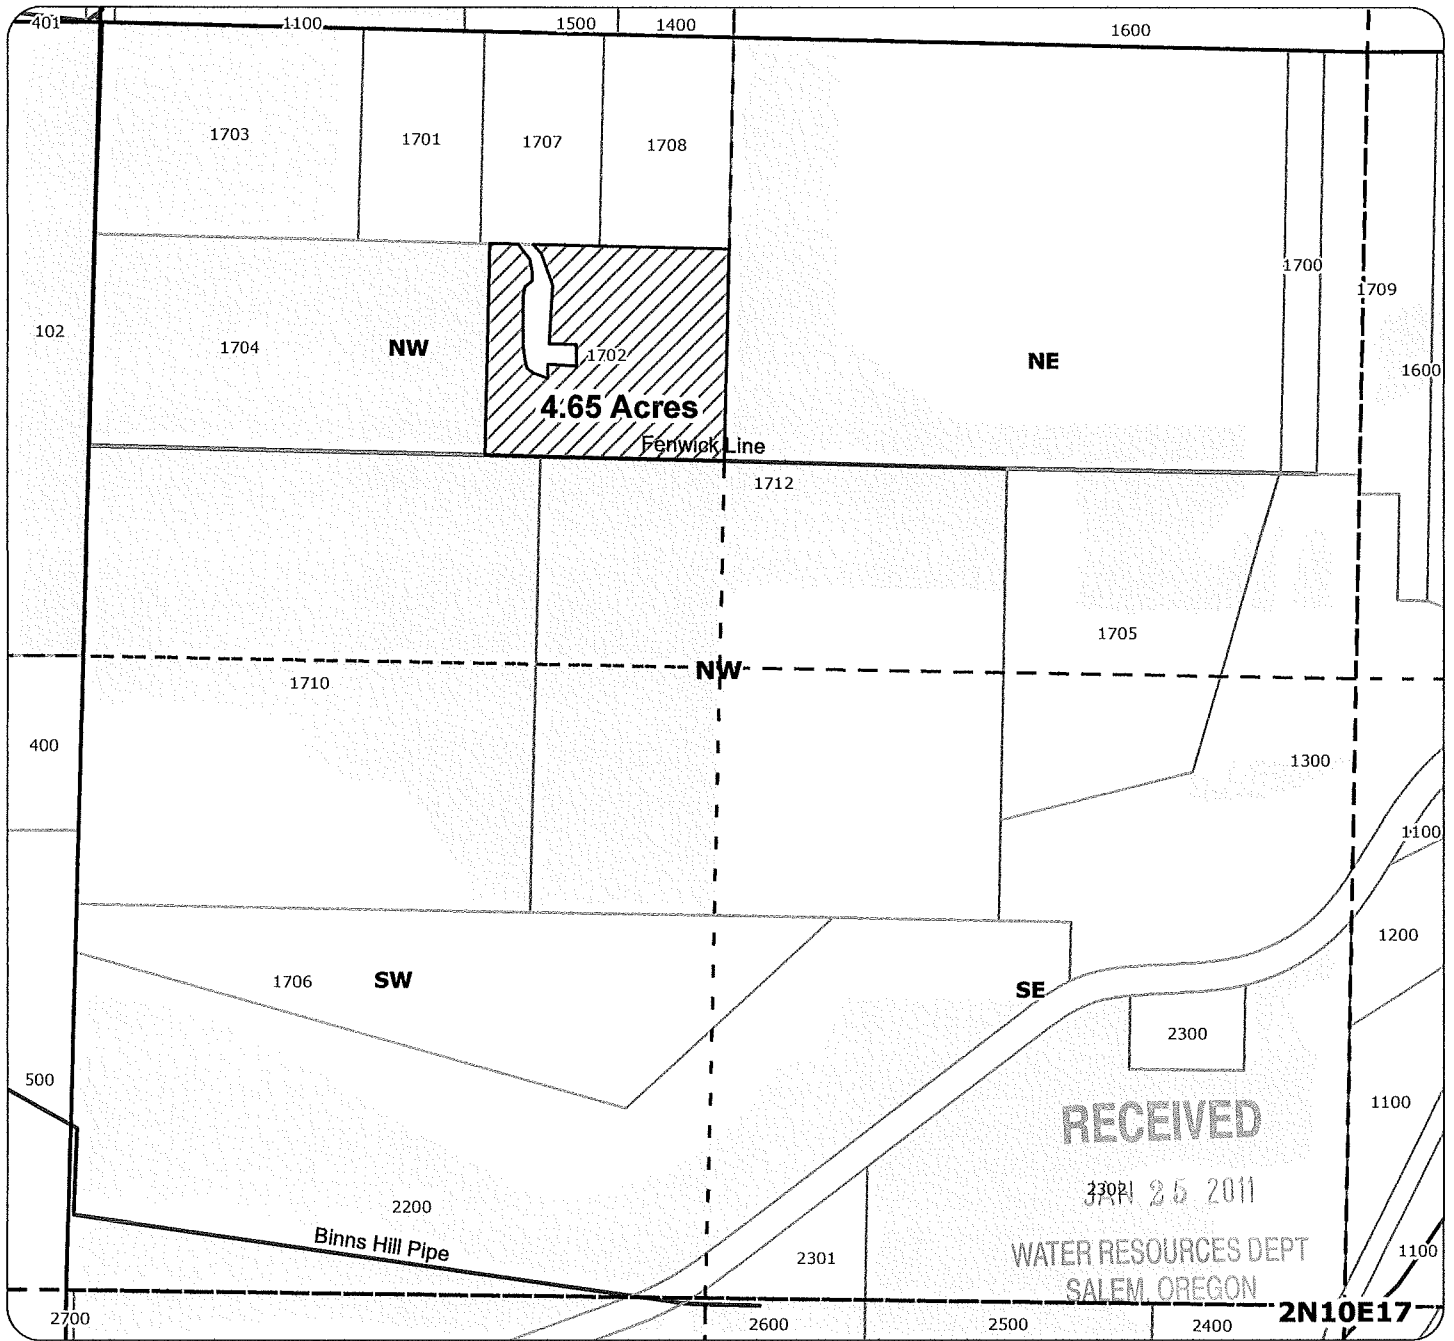 401
1100
1500
1400
1600
1703
1701
1707
1708
1700
1709
102
1704
NW
1702
NE
1600
4.65 Acres
Fenwick Line
1712
1705
NW
1710
400
1300
1100
1200
1706
SW
SE
2300
500
1100
RECEIVED
2302
JAN 25 2011
2200
Binns Hill Pipe
2301
WATER RESOURCES DEPT
1100
SALEM, OREGON
2N10E17
2700
2600
2500
2400